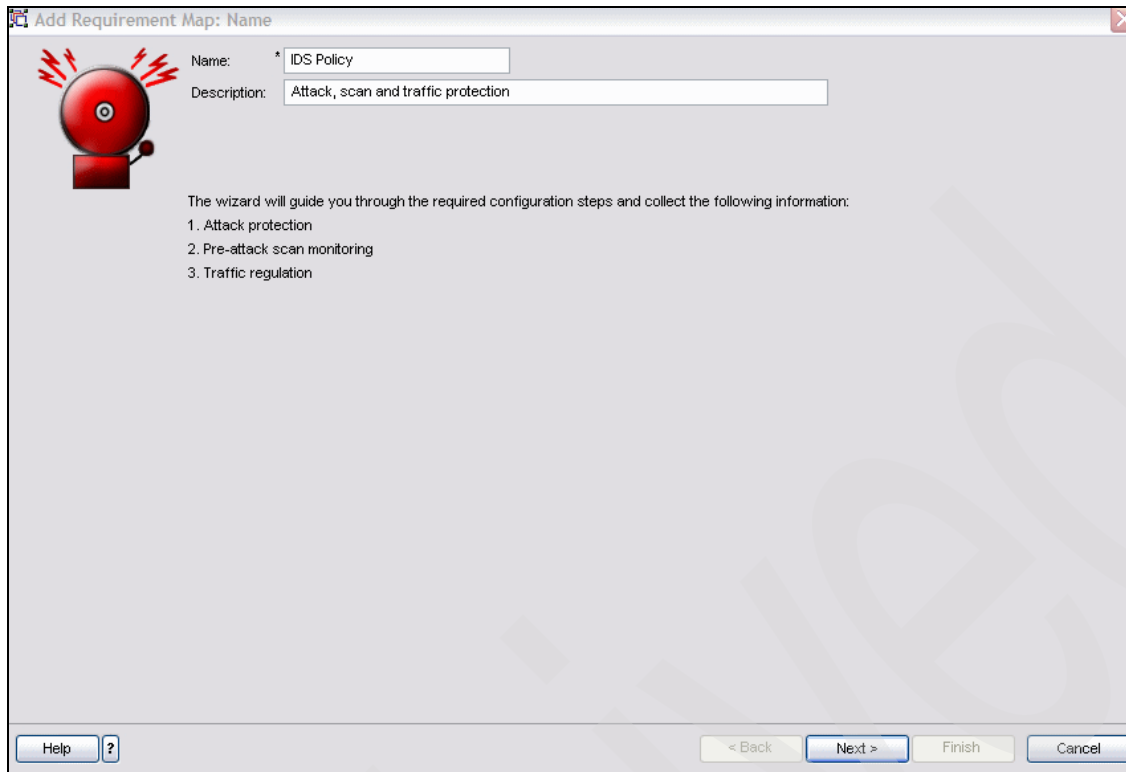 Add Requirement Map: Name
Name: * IDS Policy
Description: Attack, scan and traffic protection
The wizard will guide you through the required configuration steps and collect the following information:
1. Attack protection
2. Pre-attack scan monitoring
3. Traffic regulation
Help ? < Back Next > Finish Cancel